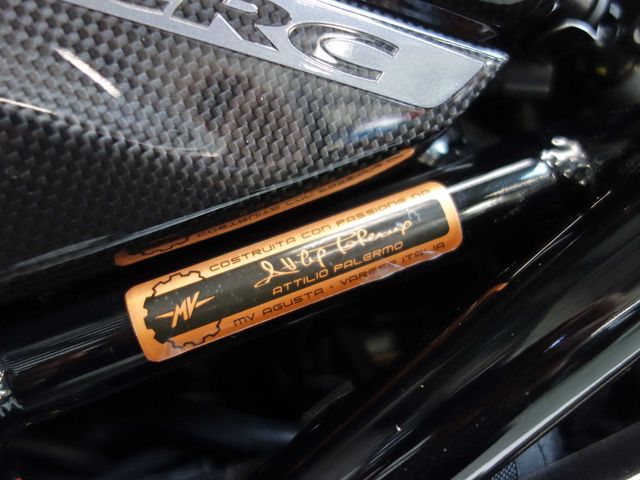 RC
COSTRUITA CON PASSIONE DA
Attilio Palermo
ATTILIO PALERMO
MV
MV AGUSTA - VARESE ITALIA